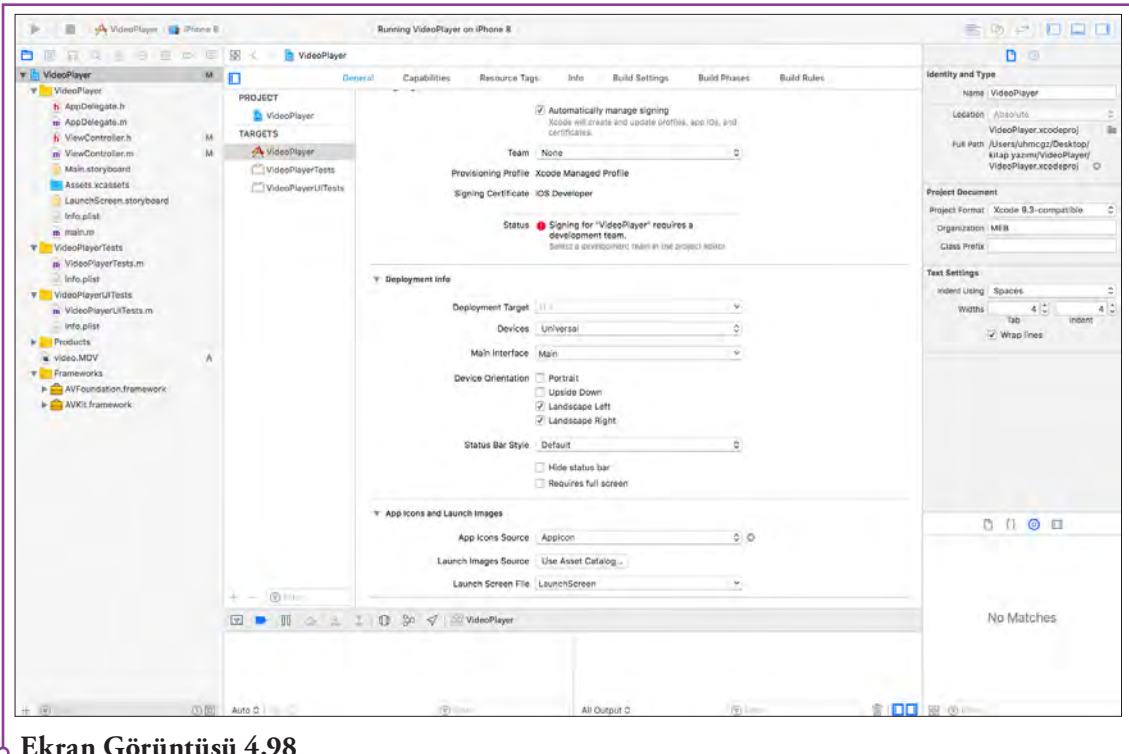 VideoPlayer iPhone 8
Running VideoPlayer on iPhone 8
VideoPlayer M
VideoPlayer
h AppDelegate.h
m AppDelegate.m
h ViewController.h M
m ViewController.m M
Main.storyboard
Assets.xcassets
LaunchScreen.storyboard
Info.plist
m main.m
VideoPlayerTests
m VideoPlayerTests.m
Info.plist
VideoPlayerUITests
m VideoPlayerUITests.m
Info.plist
Products
video.MOV A
Frameworks
AVFoundation.framework
AVKit.framework
VideoPlayer
General Capabilities Resource Tags Info Build Settings Build Phases Build Rules
PROJECT
VideoPlayer
TARGETS
VideoPlayer
VideoPlayerTests
VideoPlayerUITests
Automatically manage signing
Xcode will create and update profiles, app IDs, and
certificates.
Team None
Provisioning Profile Xcode Managed Profile
Signing Certificate iOS Developer
Status Signing for "VideoPlayer" requires a
development team.
Select a development team in the project editor.
Deployment Info
Deployment Target
Devices Universal
Main Interface Main
Device Orientation Portrait
Upside Down
Landscape Left
Landscape Right
Status Bar Style Default
Hide status bar
Requires full screen
App Icons and Launch Images
App Icons Source AppIcon
Launch Images Source Use Asset Catalog...
Launch Screen File LaunchScreen
VideoPlayer
Auto
All Output
Identity and Type
Name VideoPlayer
Location Absolute
VideoPlayer.xcodeproj
Full Path /Users/uhmcgz/Desktop/
kitap yazımı/VideoPlayer/
VideoPlayer.xcodeproj
Project Document
Project Format Xcode 9.3-compatible
Organization MEB
Class Prefix
Text Settings
Indent Using Spaces
Widths 4 4
Tab Indent
Wrap lines
No Matches
Ekran Görüntüsü 4.98